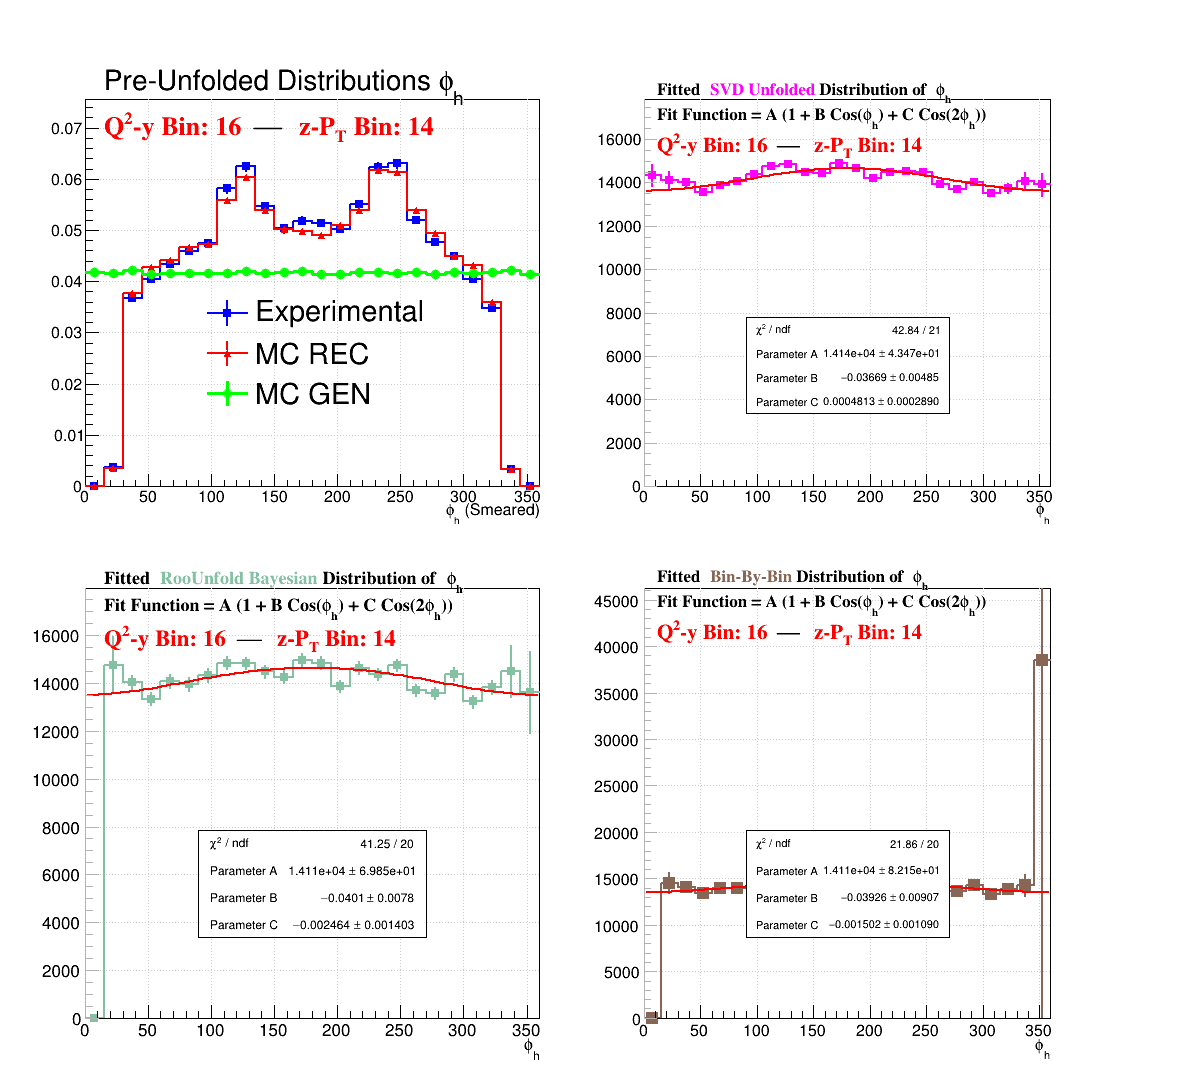 Pre-Unfolded Distributions ϕh
Q²-y Bin: 16 — z-PT Bin: 14
0.07
0.06
0.05
0.04
0.03
0.02
0.01
0
Experimental
MC REC
MC GEN
0 50 100 150 200 250 300 350
ϕh (Smeared)
Fitted SVD Unfolded Distribution of ϕh
Fit Function = A (1 + B Cos(ϕh) + C Cos(2ϕh))
Q²-y Bin: 16 — z-PT Bin: 14
16000
14000
12000
10000
8000
6000
4000
2000
0
χ² / ndf 42.84 / 21
Parameter A 1.414e+04 ± 4.347e+01
Parameter B −0.03669 ± 0.00485
Parameter C 0.0004813 ± 0.0002890
0 50 100 150 200 250 300 350
ϕh
Fitted RooUnfold Bayesian Distribution of ϕh
Fit Function = A (1 + B Cos(ϕh) + C Cos(2ϕh))
Q²-y Bin: 16 — z-PT Bin: 14
16000
14000
12000
10000
8000
6000
4000
2000
0
χ² / ndf 41.25 / 20
Parameter A 1.411e+04 ± 6.985e+01
Parameter B −0.0401 ± 0.0078
Parameter C −0.002464 ± 0.001403
0 50 100 150 200 250 300 350
ϕh
Fitted Bin-By-Bin Distribution of ϕh
Fit Function = A (1 + B Cos(ϕh) + C Cos(2ϕh))
Q²-y Bin: 16 — z-PT Bin: 14
45000
40000
35000
30000
25000
20000
15000
10000
5000
0
χ² / ndf 21.86 / 20
Parameter A 1.411e+04 ± 8.215e+01
Parameter B −0.03926 ± 0.00907
Parameter C −0.001502 ± 0.001090
0 50 100 150 200 250 300 350
ϕh